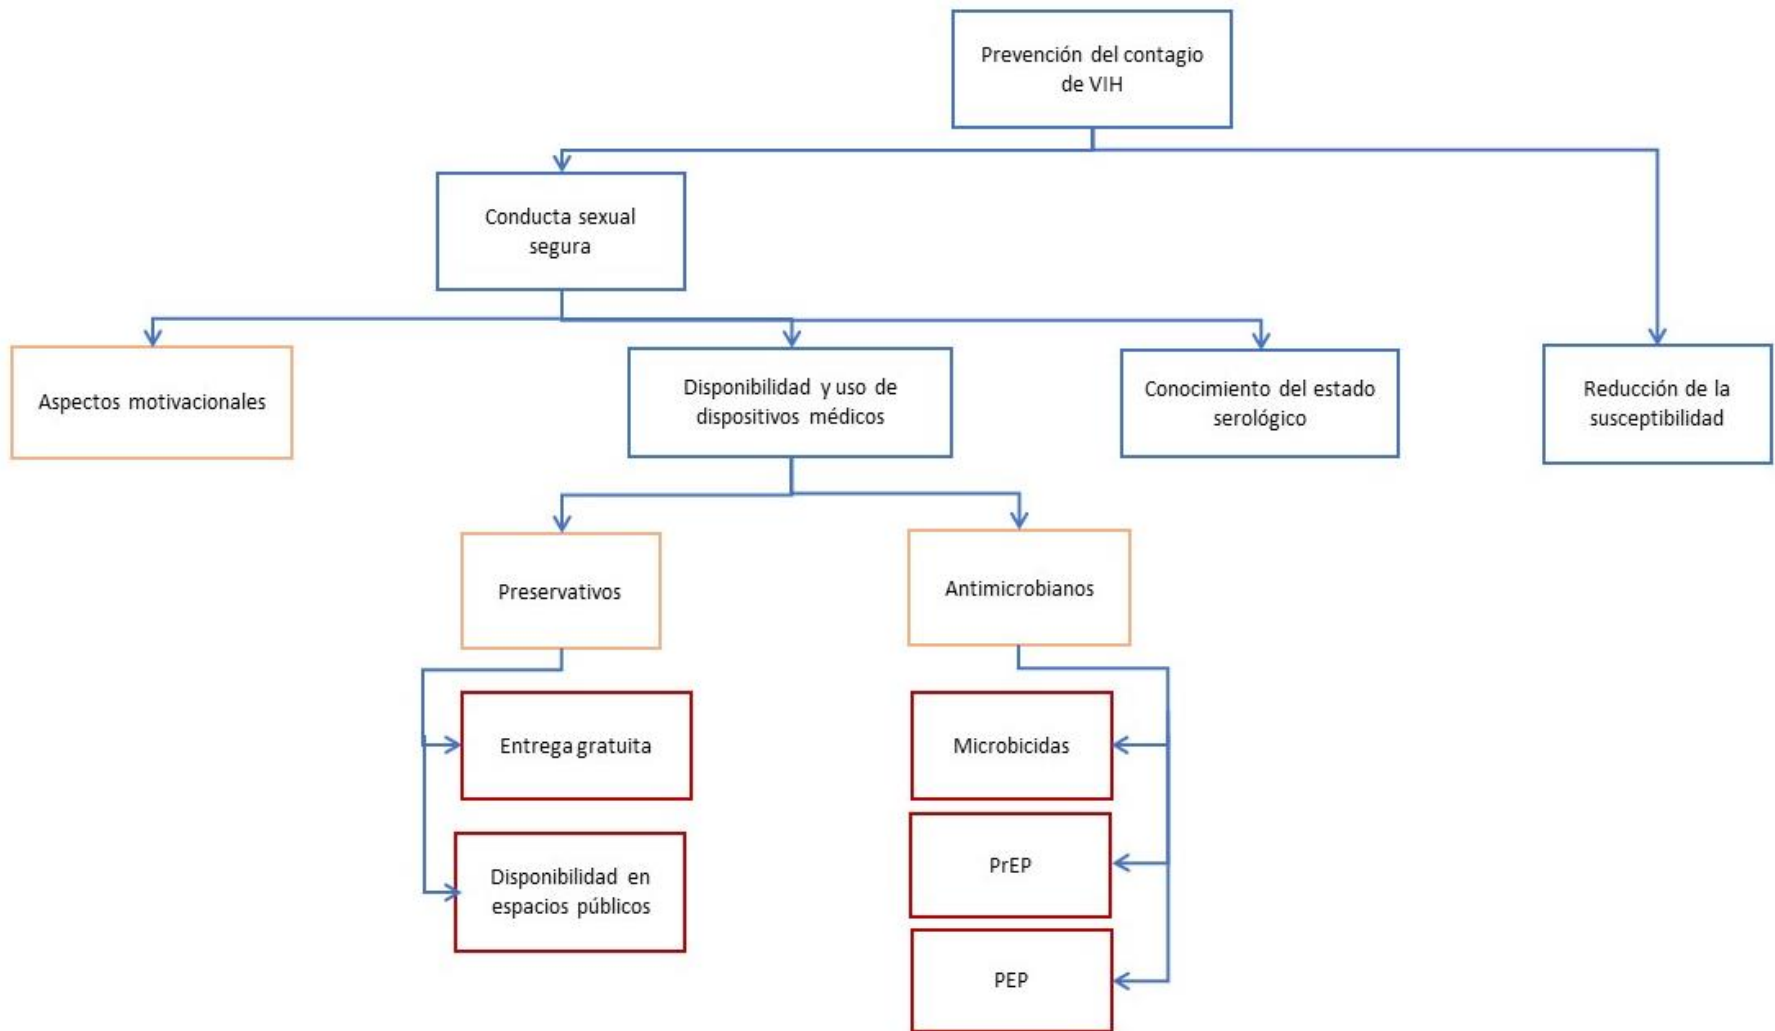 Prevención del contagio
de VIH
Conducta sexual
segura
Aspectos motivacionales
Disponibilidad y uso de
dispositivos médicos
Conocimiento del estado
serológico
Reducción de la
susceptibilidad
Preservativos
Antimicrobianos
Entrega gratuita
Microbicidas
Disponibilidad en
espacios públicos
PrEP
PEP